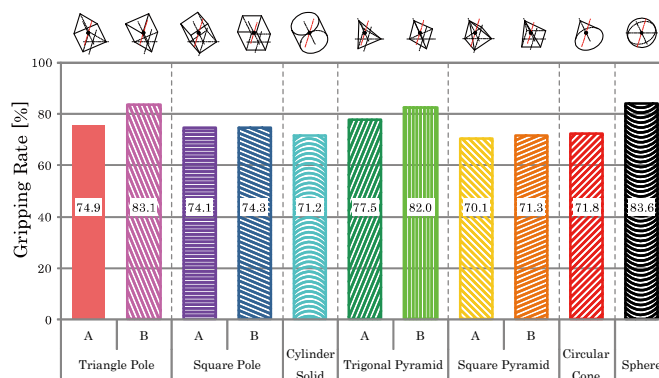 Gripping Rate [%]
100
80
60
40
20
0
74.9 83.1 74.1 74.3 71.2 77.5 82.0 70.1 71.3 71.8 83.6
A B A B A B A B
Triangle Pole Square Pole Cylinder Solid Trigonal Pyramid Square Pyramid Circular Cone Sphere